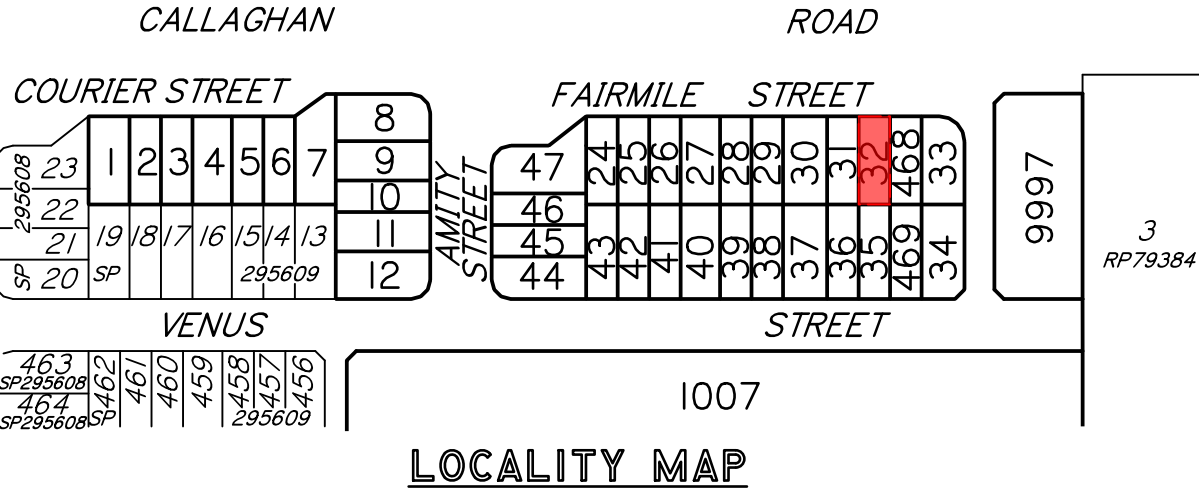 CALLAGHAN ROAD
COURIER STREET FAIRMILE STREET
8
23 1 2 3 4 5 6 7 9
295608
10
22
11
21 19 18 17 16 15 14 13
SP 20 SP 295609 12
AMITY
STREET
47 24 25 26 27 28 29 30 31 32 468 33
46
45
44 43 42 41 40 39 38 37 36 35 469 34
9997
3
RP79384
VENUS STREET
463
SP295608
464
SP295608
462 461 460 459 458 457 456
SP 295609
1007
LOCALITY MAP